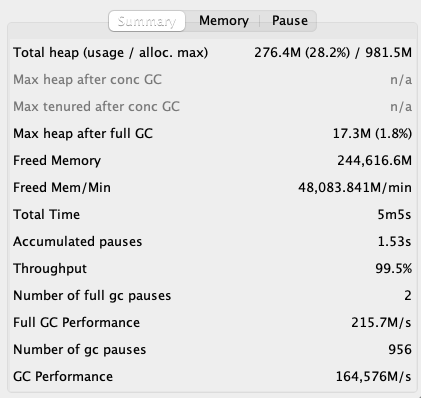 Summary Memory Pause
Total heap (usage / alloc. max) 276.4M (28.2%) / 981.5M
Max heap after conc GC n/a
Max tenured after conc GC n/a
Max heap after full GC 17.3M (1.8%)
Freed Memory 244,616.6M
Freed Mem/Min 48,083.841M/min
Total Time 5m5s
Accumulated pauses 1.53s
Throughput 99.5%
Number of full gc pauses 2
Full GC Performance 215.7M/s
Number of gc pauses 956
GC Performance 164,576M/s